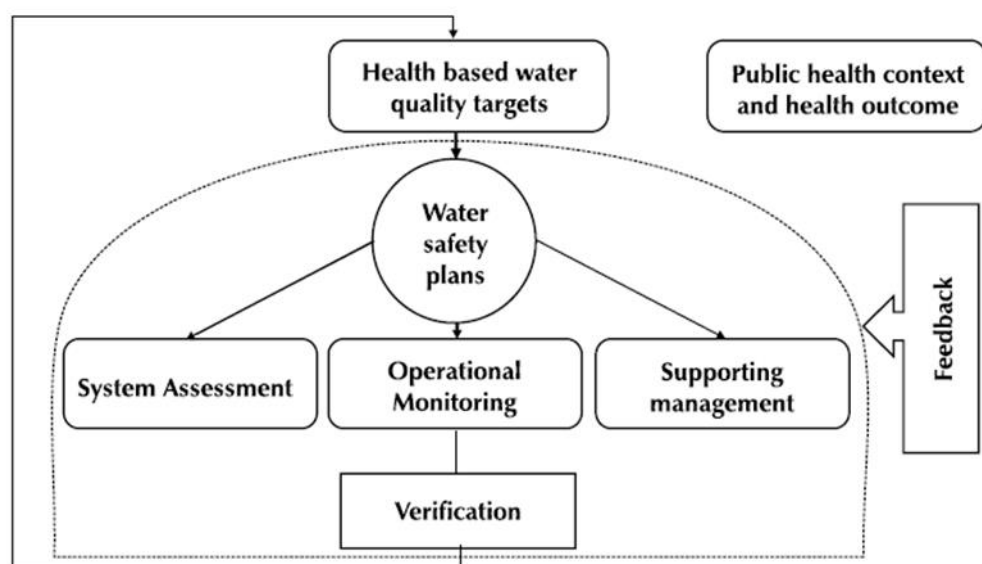 Health based water
quality targets
Public health context
and health outcome
Water
safety
plans
System Assessment
Operational
Monitoring
Supporting
management
Feedback
Verification